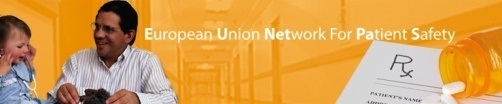 European Union Network For Patient Safety
Rx
PATIENT'S NAME